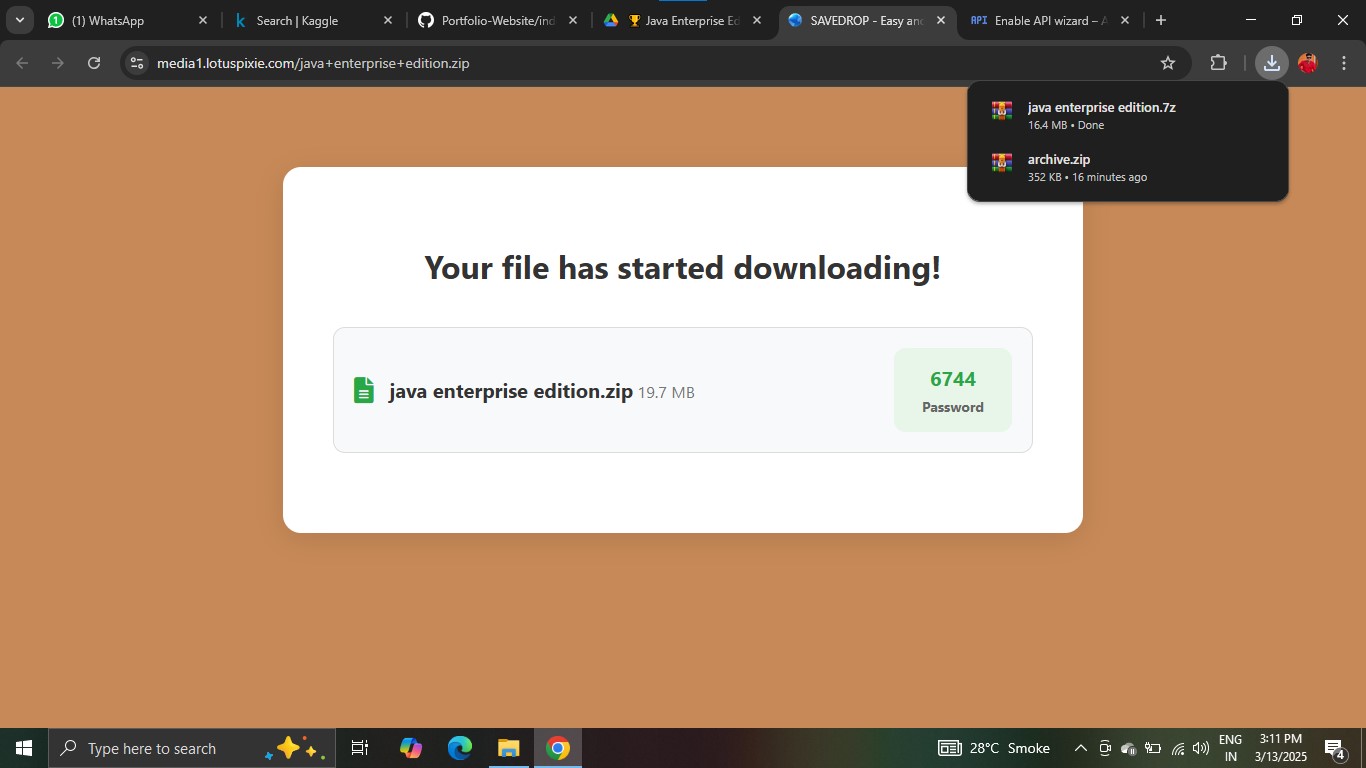 (1) WhatsApp
Search | Kaggle
Portfolio-Website/ind
Java Enterprise Ed
SAVEDROP - Easy and
API Enable API wizard – A
media1.lotuspixie.com/java+enterprise+edition.zip
java enterprise edition.7z
16.4 MB • Done
archive.zip
352 KB • 16 minutes ago
Your file has started downloading!
java enterprise edition.zip 19.7 MB
6744
Password
Type here to search
28°C Smoke
ENG
IN
3:11 PM
3/13/2025
4